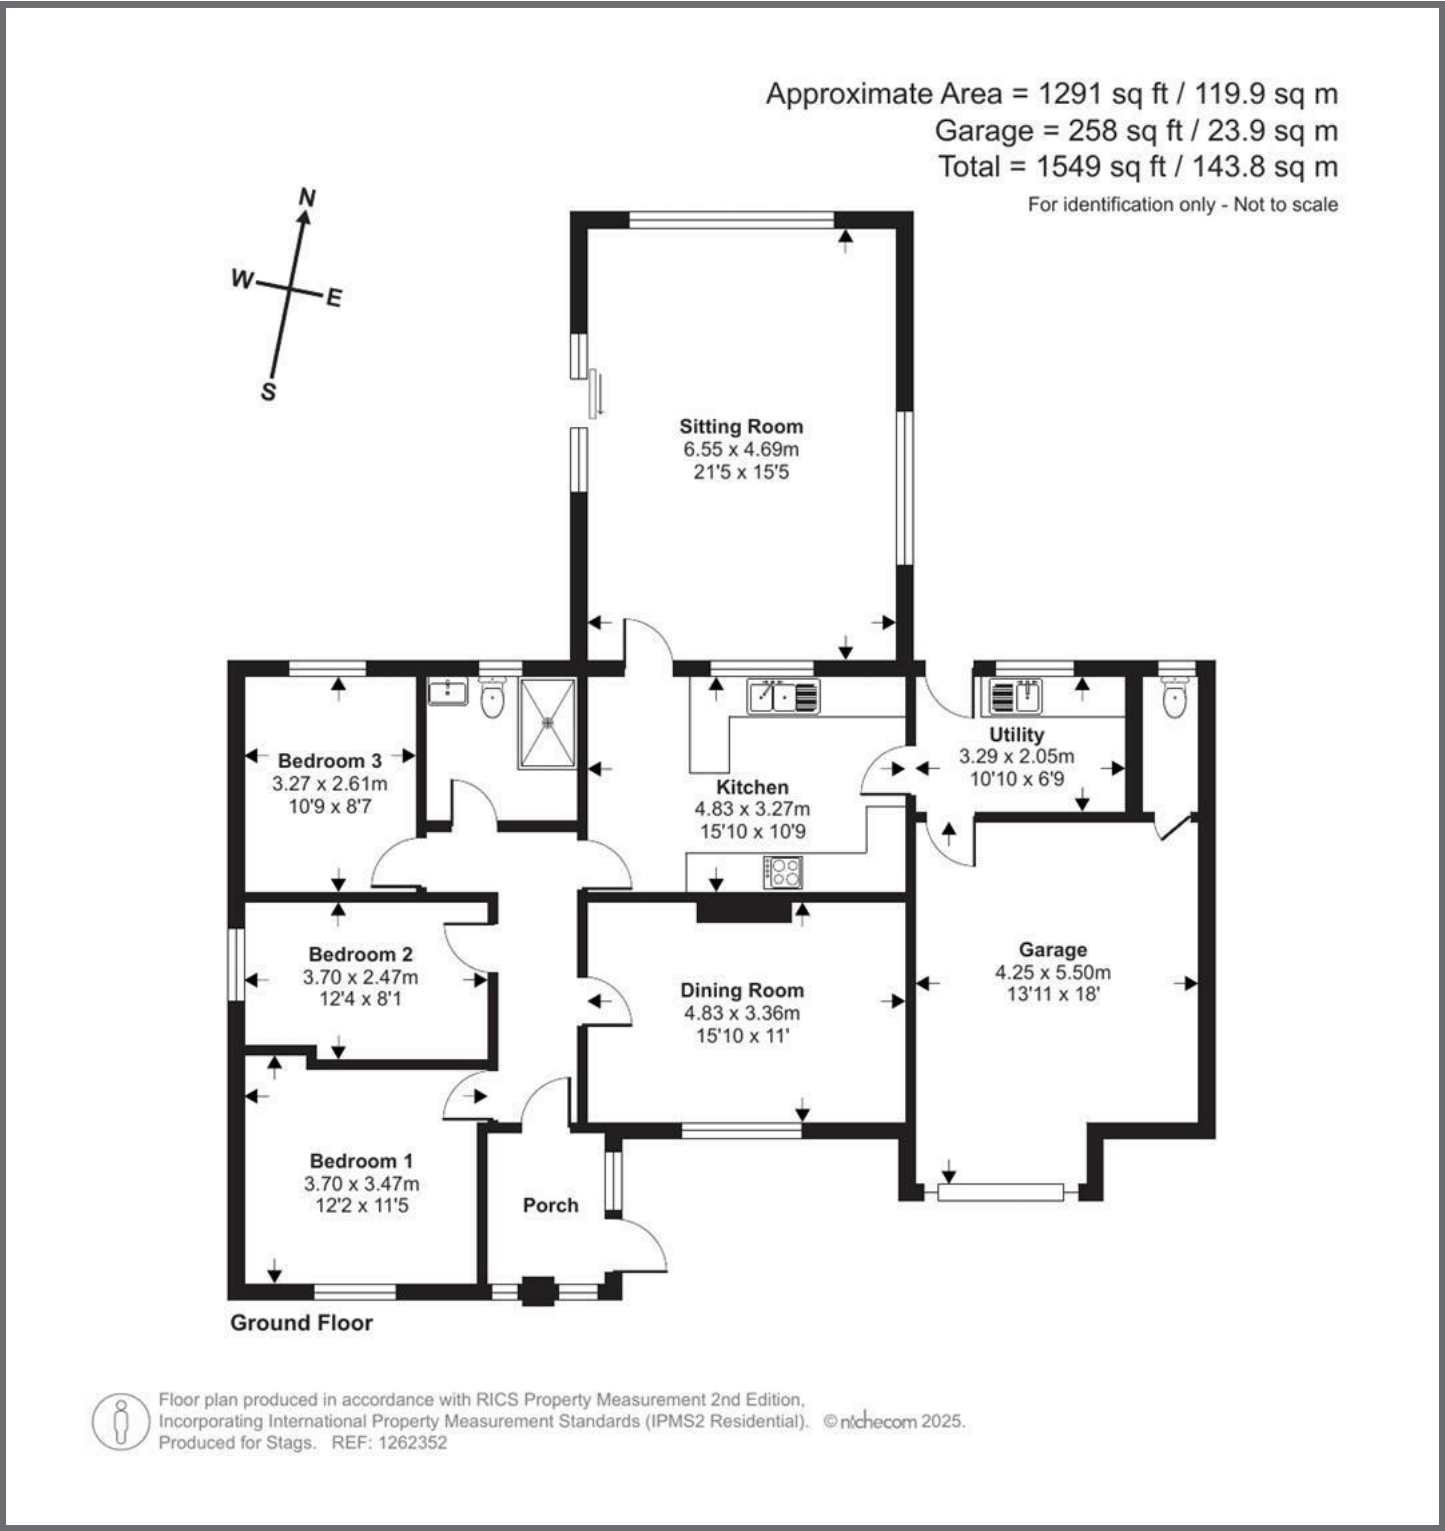 Approximate Area = 1291 sq ft / 119.9 sq m
Garage = 258 sq ft / 23.9 sq m
Total = 1549 sq ft / 143.8 sq m
For identification only - Not to scale
N
W
E
S
Sitting Room
6.55 x 4.69m
21'5 x 15'5
Bedroom 3
3.27 x 2.61m
10'9 x 8'7
Kitchen
4.83 x 3.27m
15'10 x 10'9
Utility
3.29 x 2.05m
10'10 x 6'9
Bedroom 2
3.70 x 2.47m
12'4 x 8'1
Dining Room
4.83 x 3.36m
15'10 x 11'
Garage
4.25 x 5.50m
13'11 x 18'
Bedroom 1
3.70 x 3.47m
12'2 x 11'5
Porch
Ground Floor
Floor plan produced in accordance with RICS Property Measurement 2nd Edition,
Incorporating International Property Measurement Standards (IPMS2 Residential). © nichecom 2025.
Produced for Stags. REF: 1262352